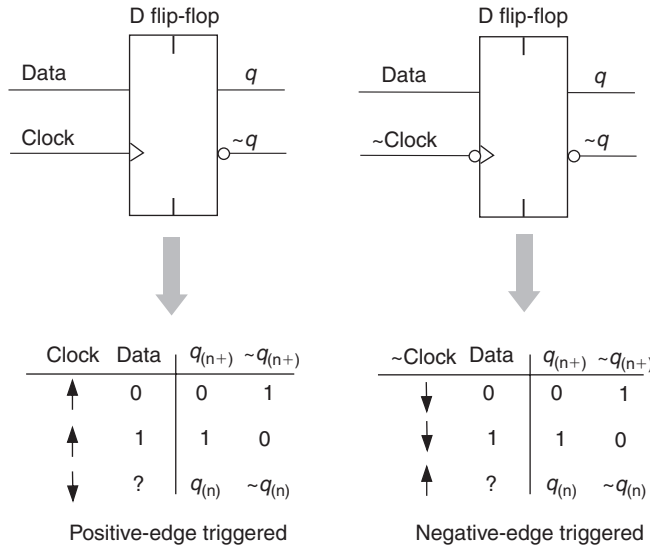 D flip-flop
Data
q
Clock
~q
D flip-flop
Data
q
~Clock
~q
Clock Data q(n+) ~q(n+)
0 0 1
1 1 0
? q(n) ~q(n)
Positive-edge triggered
~Clock Data q(n+) ~q(n+)
0 0 1
1 1 0
? q(n) ~q(n)
Negative-edge triggered